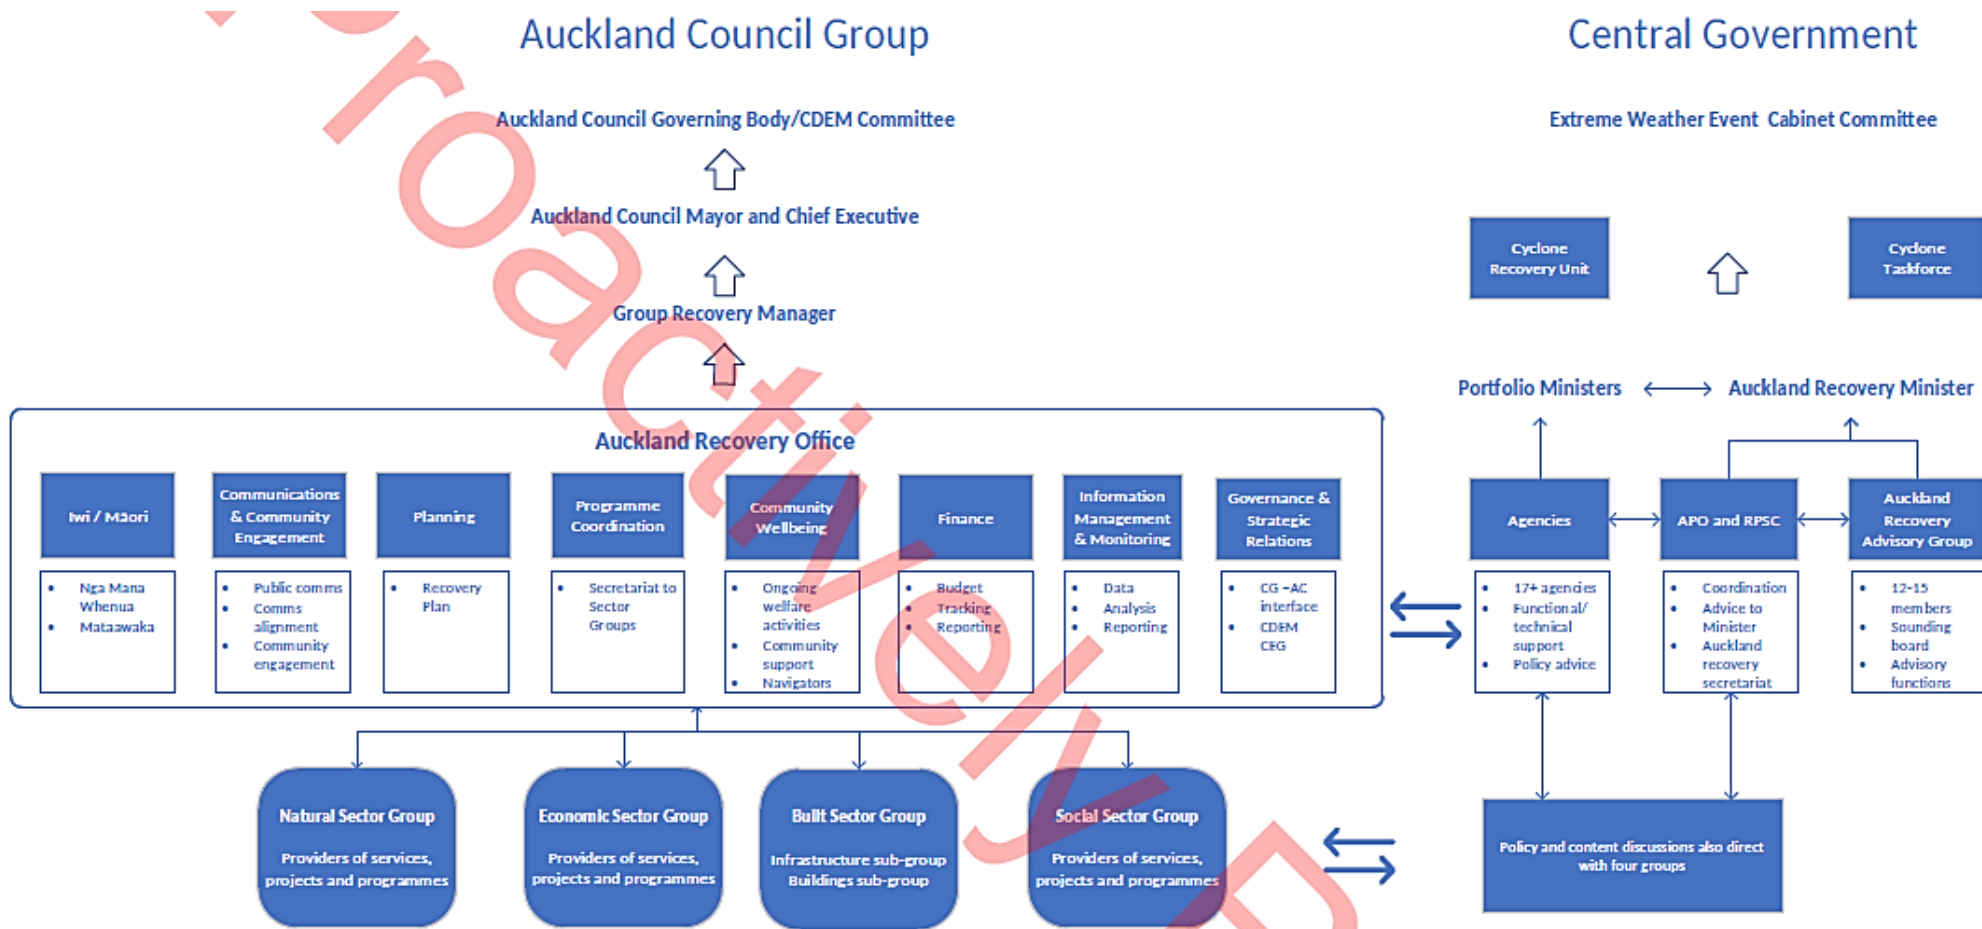 Auckland Council Group
Central Government
Auckland Council Governing Body/CDEM Committee
Extreme Weather Event Cabinet Committee
Auckland Council Mayor and Chief Executive
Cyclone
Recovery Unit
Cyclone
Taskforce
Group Recovery Manager
Portfolio Ministers
Auckland Recovery Minister
Auckland Recovery Office
Iwi / Māori
Communications
& Community
Engagement
Planning
Programme
Coordination
Community
Wellbeing
Finance
Information
Management
& Monitoring
Governance &
Strategic
Relations
Agencies
APO and RPSC
Auckland
Recovery
Advisory Group
• Nga Mana
Whenua
• Mataawaka
• Public comms
• Comms
alignment
• Community
engagement
• Recovery
Plan
• Secretariat to
Sector
Groups
• Ongoing
welfare
activities
• Community
support
• Navigators
• Budget
• Tracking
• Reporting
• Data
• Analysis
• Reporting
• CG –AC
interface
• CDEM
CEG
• 17+ agencies
• Functional/
technical
support
• Policy advice
• Coordination
• Advice to
Minister
• Auckland
recovery
secretariat
• 12-15
members
• Sounding
board
• Advisory
functions
Natural Sector Group
Providers of services,
projects and programmes
Economic Sector Group
Providers of services,
projects and programmes
Built Sector Group
Infrastructure sub-group
Buildings sub-group
Social Sector Group
Providers of services,
projects and programmes
Policy and content discussions also direct
with four groups
Proactively R